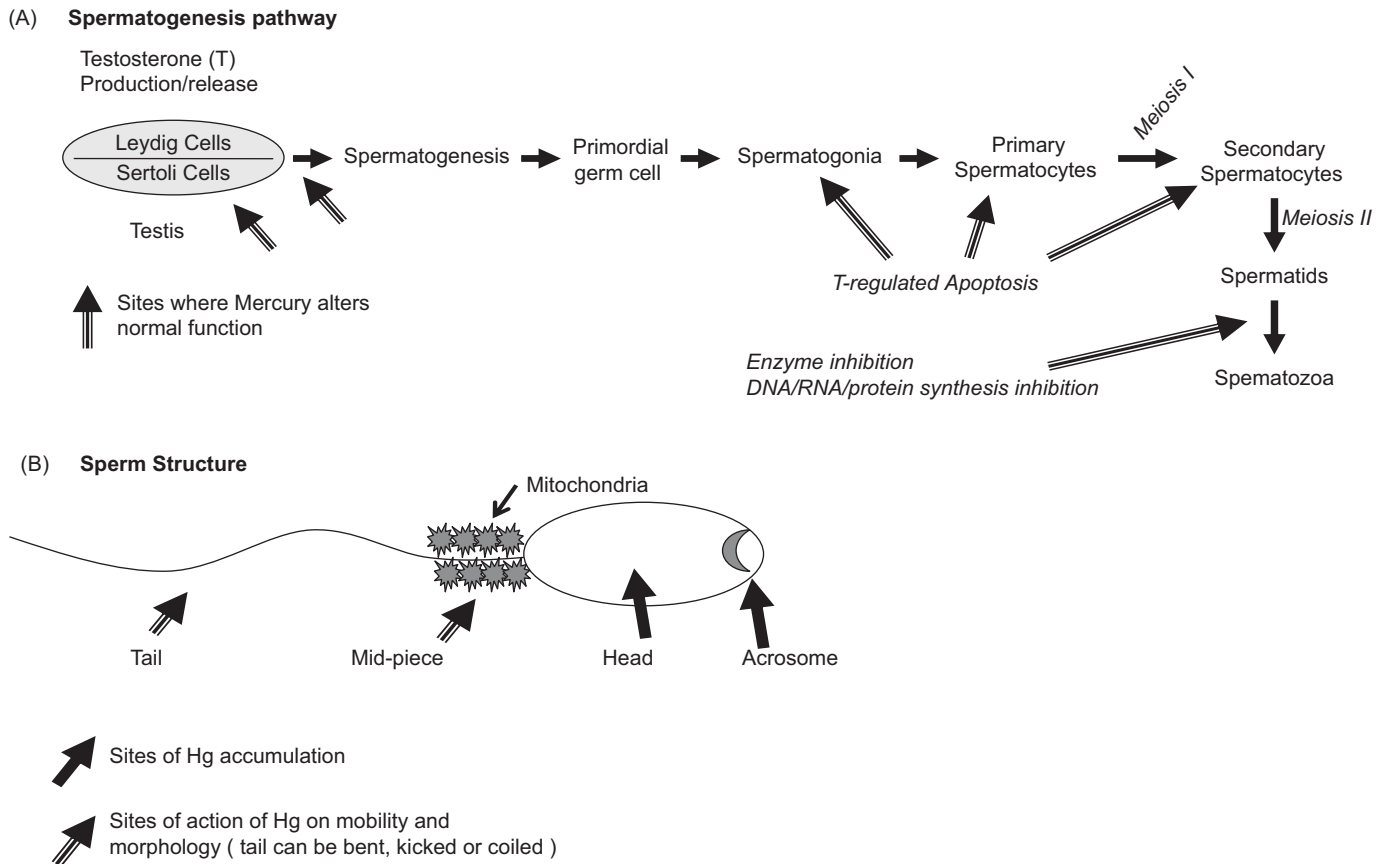 (A) Spermatogenesis pathway
Testosterone (T)
Production/release
Leydig Cells
Sertoli Cells
Testis
Spermatogenesis
Primordial
germ cell
Spermatogonia
Primary
Spermatocytes
Meiosis I
Secondary
Spermatocytes
Meiosis II
T-regulated Apoptosis
Spermatids
Sites where Mercury alters
normal function
Enzyme inhibition
DNA/RNA/protein synthesis inhibition
Spematozoa
(B) Sperm Structure
Mitochondria
Tail
Mid-piece
Head
Acrosome
Sites of Hg accumulation
Sites of action of Hg on mobility and
morphology ( tail can be bent, kicked or coiled )